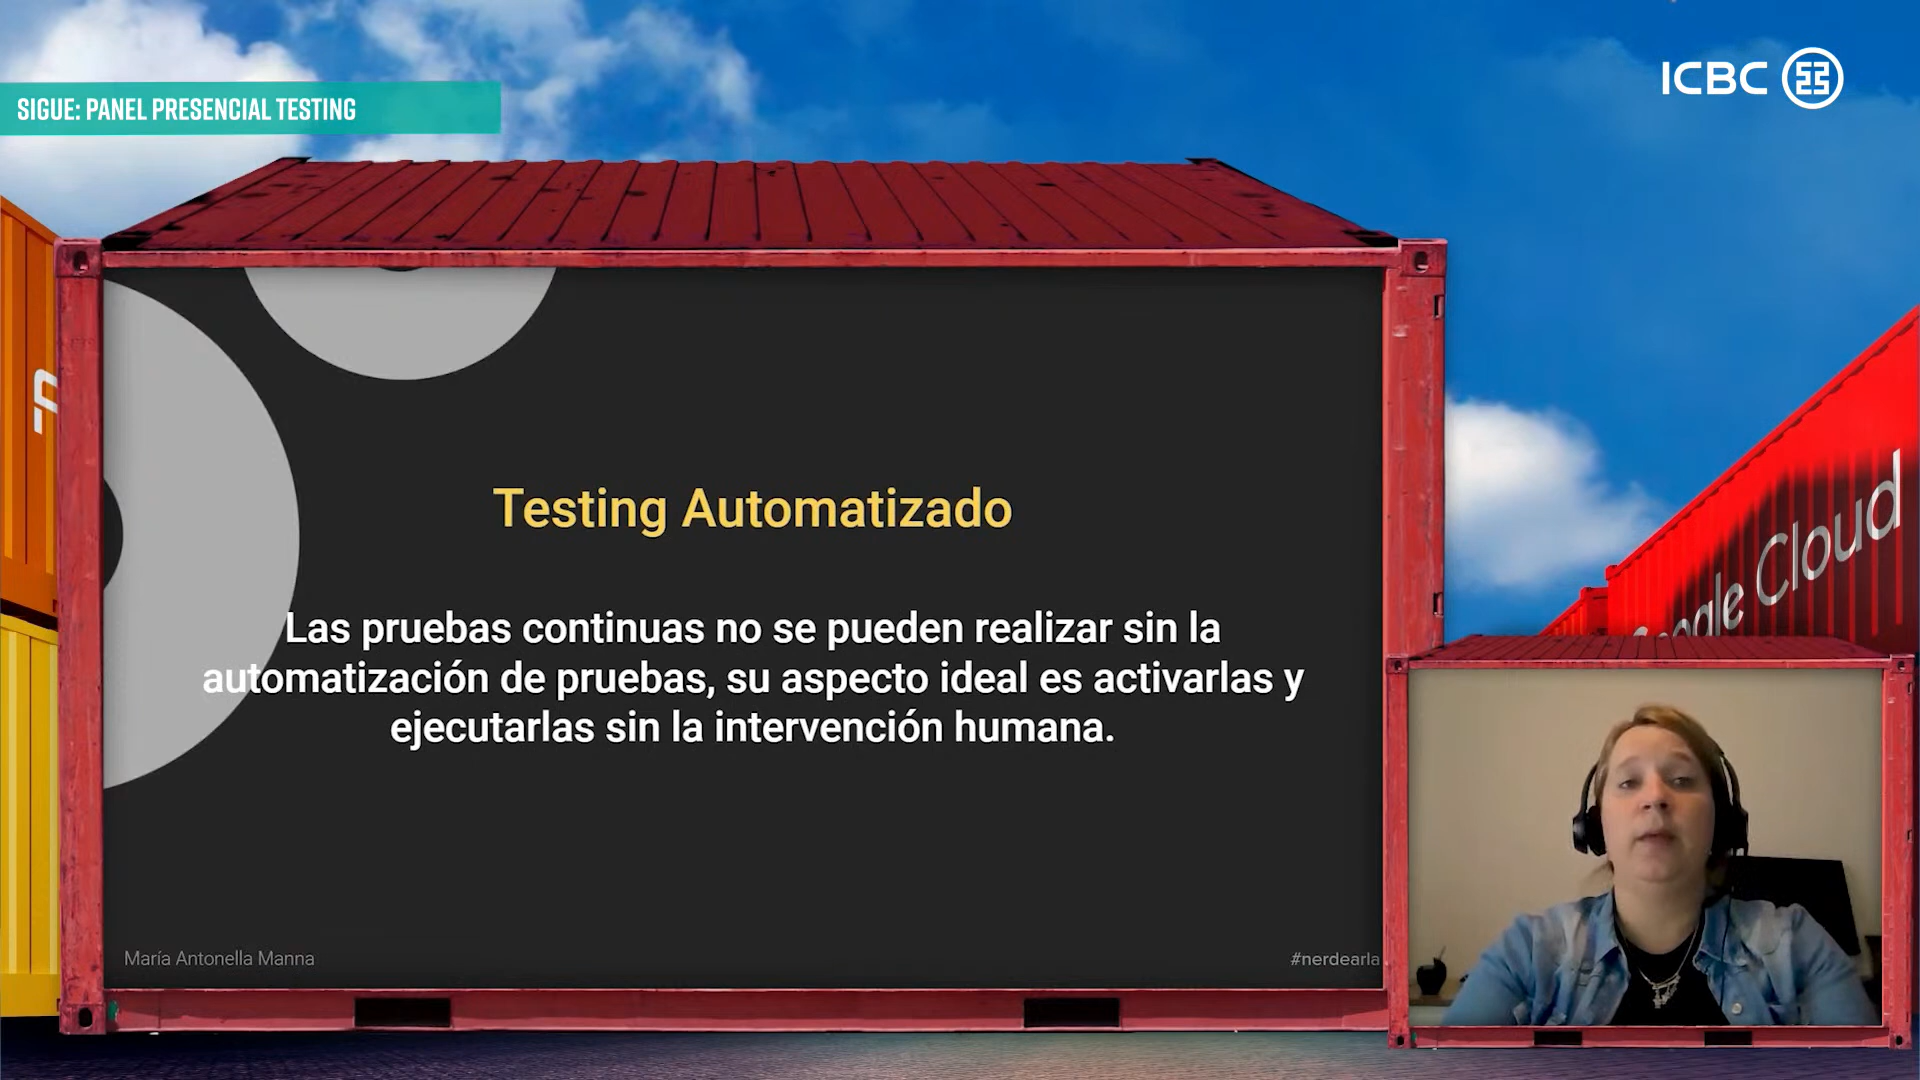 SIGUE: PANEL PRESENCIAL TESTING
ICBC
Testing Automatizado
Las pruebas continuas no se pueden realizar sin la
automatización de pruebas, su aspecto ideal es activarlas y
ejecutarlas sin la intervención humana.
Cloud
María Antonella Manna
#nerdearla